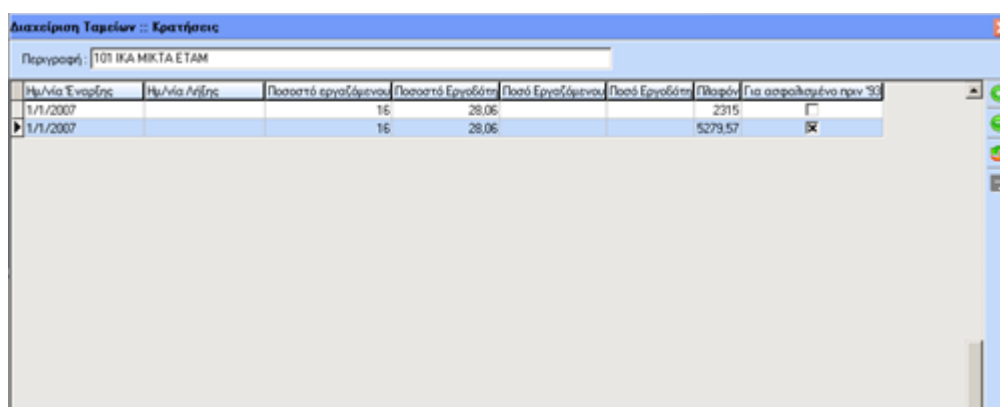 Διαχείριση Ταμείων :: Κρατήσεις
Περιγραφή : 101 ΙΚΑ ΜΙΚΤΑ ΕΤΑΜ
Ημ/νία Έναρξης Ημ/νία Λήξης Ποσοστό εργαζόμενου Ποσοστό Εργοδότη Ποσό Εργαζόμενου Ποσό Εργοδότη Πλαφόν Για ασφαλισμένο πριν '93
1/1/2007 16 28,06 2315
1/1/2007 16 28,06 5279,57